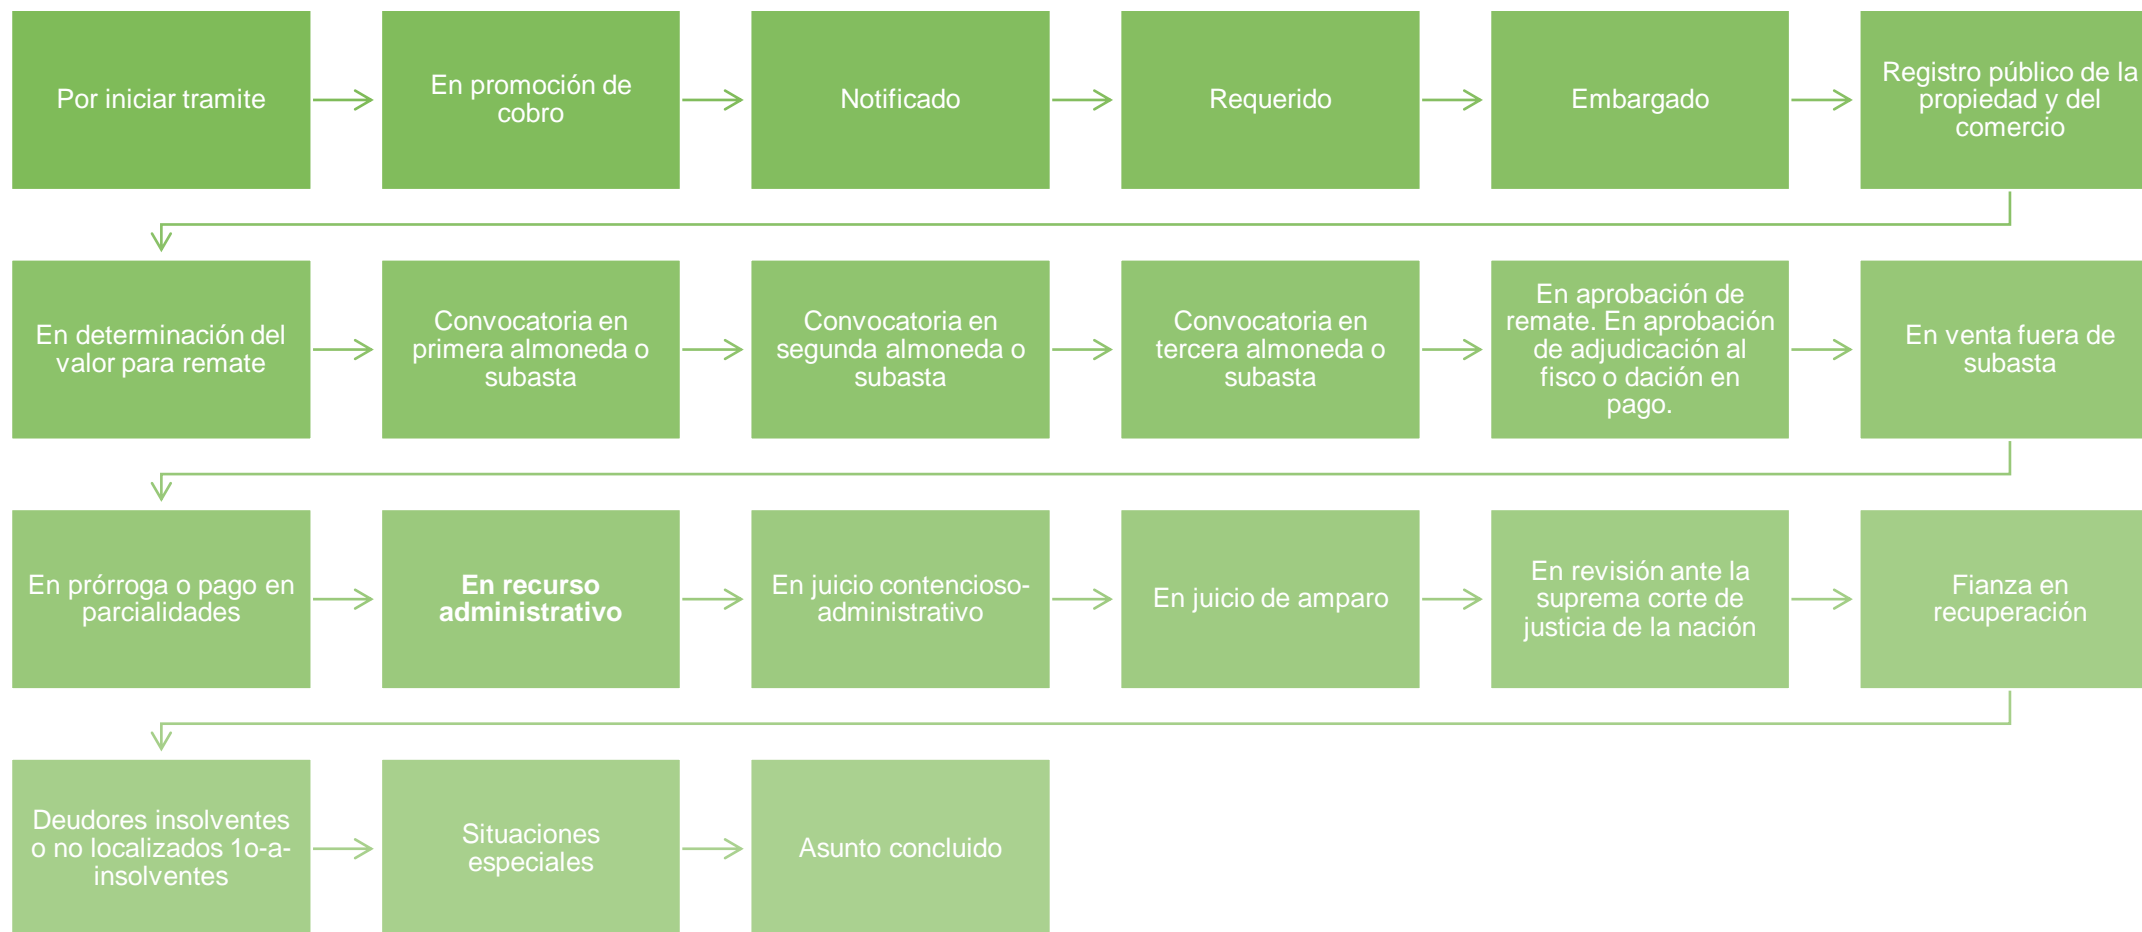 Por iniciar tramite
En promoción de
cobro
Notificado
Requerido
Embargado
Registro público de la
propiedad y del
comercio
En determinación del
valor para remate
Convocatoria en
primera almoneda o
subasta
Convocatoria en
segunda almoneda o
subasta
Convocatoria en
tercera almoneda o
subasta
En aprobación de
remate. En aprobación
de adjudicación al
fisco o dación en
pago.
En venta fuera de
subasta
En prórroga o pago en
parcialidades
En recurso
administrativo
En juicio contencioso-
administrativo
En juicio de amparo
En revisión ante la
suprema corte de
justicia de la nación
Fianza en
recuperación
Deudores insolventes
o no localizados 1o-a-
insolventes
Situaciones
especiales
Asunto concluido